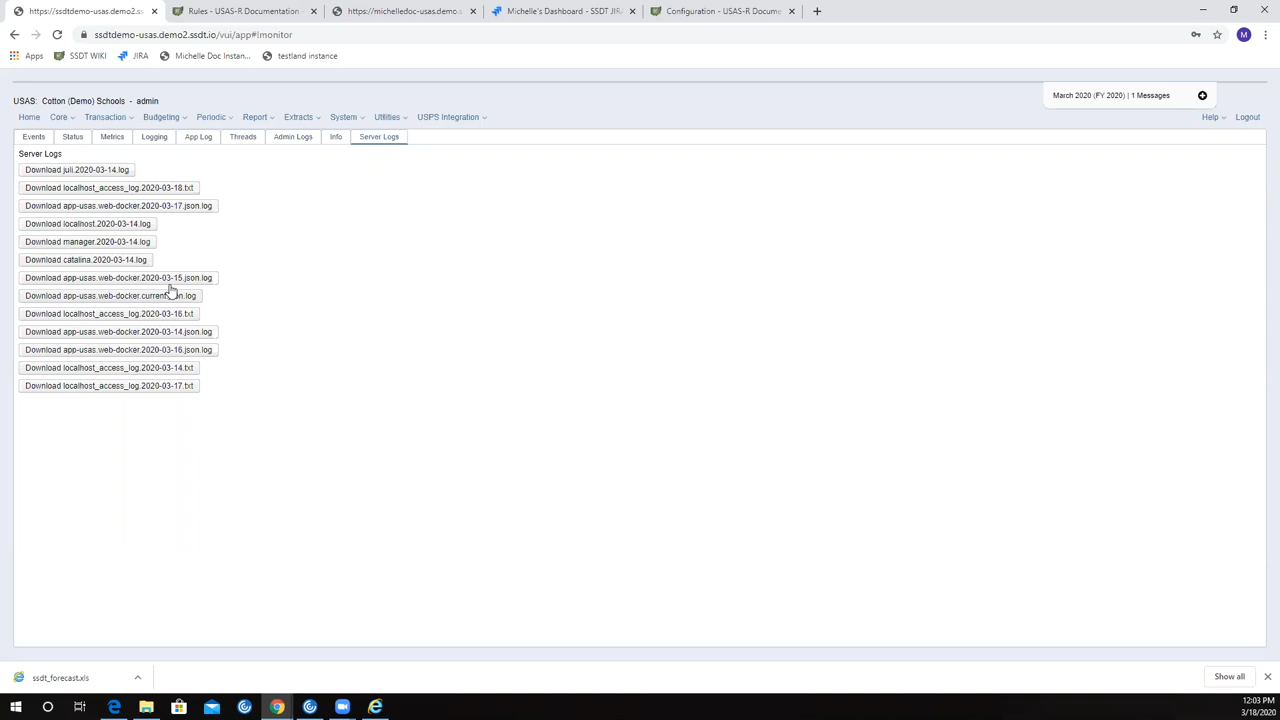 https://ssdtdemo-usas.demo2.ss
Rules - USAS-R Documentation -
https://michelledoc-usas.demo.s
Michelle's Dashboard - SSDT JIRA
Configuration - USAS-R Docume
ssdtdemo-usas.demo2.ssdt.io/vui/app#!monitor
M
Apps
SSDT WIKI
JIRA
Michelle Doc Instan...
testland instance
USAS: Cotton (Demo) Schools - admin
March 2020 (FY 2020) | 1 Messages
Home Core Transaction Budgeting Periodic Report Extracts System Utilities USPS Integration Help Logout
Events Status Metrics Logging App Log Threads Admin Logs Info Server Logs
Server Logs
Download juli.2020-03-14.log
Download localhost_access_log.2020-03-18.txt
Download app-usas.web-docker.2020-03-17.json.log
Download localhost.2020-03-14.log
Download manager.2020-03-14.log
Download catalina.2020-03-14.log
Download app-usas.web-docker.2020-03-15.json.log
Download app-usas.web-docker.current
Download localhost_access_log.2020-03-16.txt
Download app-usas.web-docker.2020-03-14.json.log
Download app-usas.web-docker.2020-03-16.json.log
Download localhost_access_log.2020-03-14.txt
Download localhost_access_log.2020-03-17.txt
ssdt_forecast.xls
Show all
12:03 PM
3/18/2020